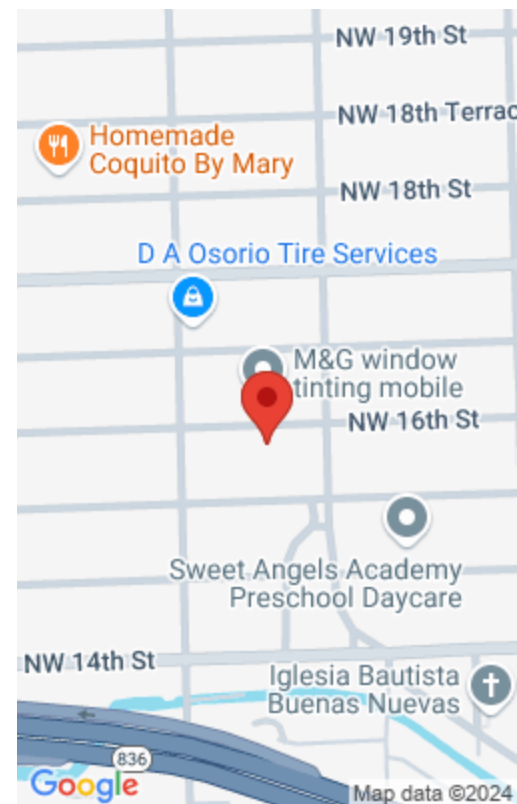 NW 19th St
NW 18th Terrac
Homemade
Coquito By Mary
NW 18th St
D A Osorio Tire Services
M&G window
tinting mobile
NW 16th St
Sweet Angels Academy
Preschool Daycare
NW 14th St
Iglesia Bautista
Buenas Nuevas
836
Google
Map data ©2024